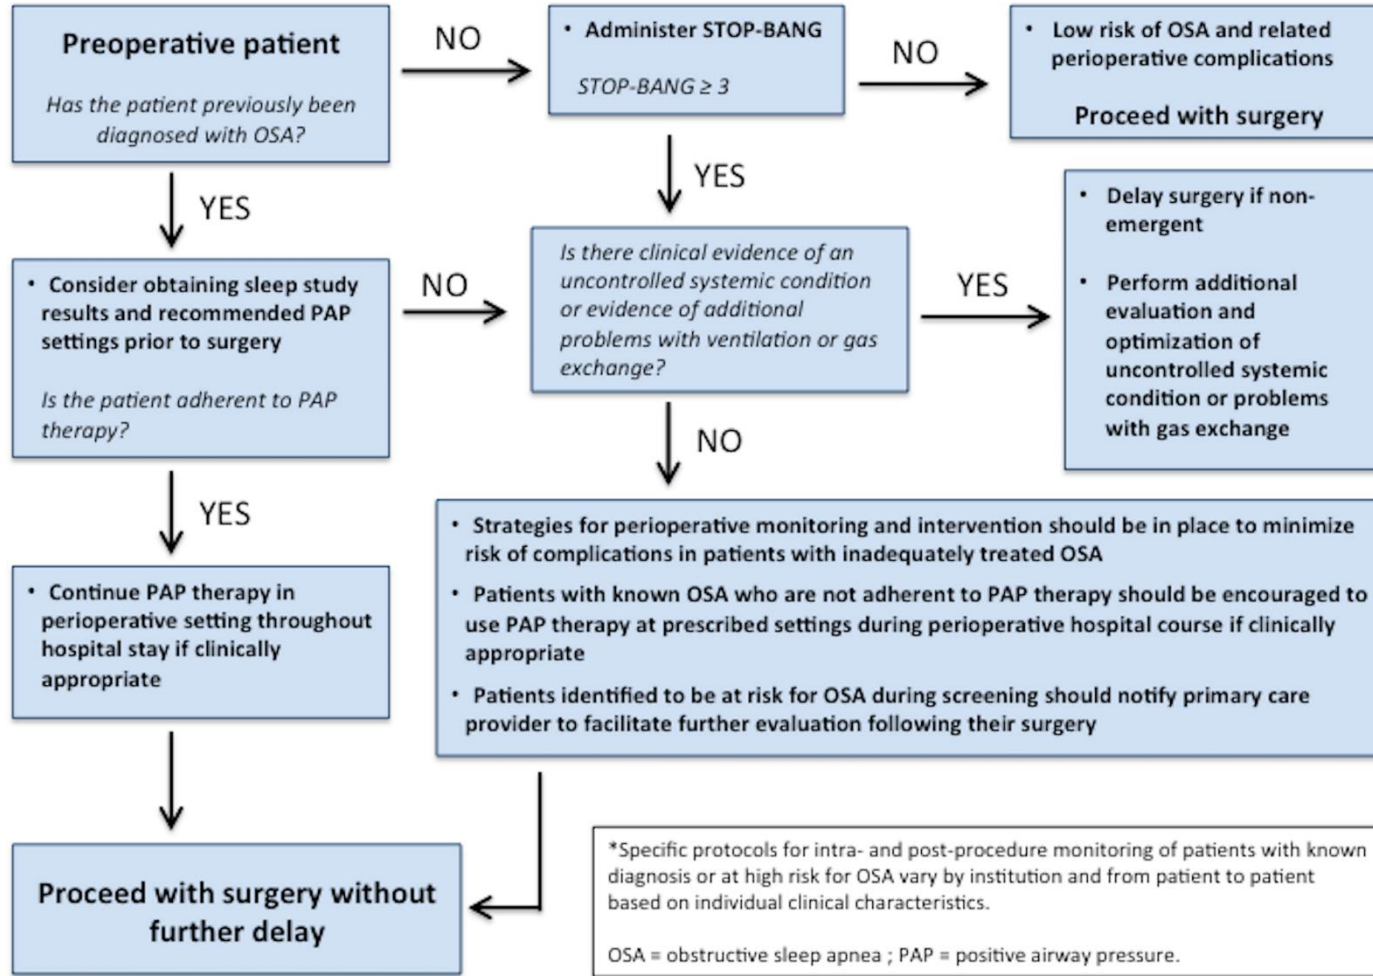 Preoperative patient
Has the patient previously been
diagnosed with OSA?
NO
• Administer STOP-BANG
STOP-BANG ≥ 3
NO
• Low risk of OSA and related
perioperative complications
Proceed with surgery
YES
YES
• Consider obtaining sleep study
results and recommended PAP
settings prior to surgery
Is the patient adherent to PAP
therapy?
NO
Is there clinical evidence of an
uncontrolled systemic condition
or evidence of additional
problems with ventilation or gas
exchange?
YES
• Delay surgery if non-
emergent
• Perform additional
evaluation and
optimization of
uncontrolled systemic
condition or problems
with gas exchange
YES
NO
• Continue PAP therapy in
perioperative setting throughout
hospital stay if clinically
appropriate
• Strategies for perioperative monitoring and intervention should be in place to minimize
risk of complications in patients with inadequately treated OSA
• Patients with known OSA who are not adherent to PAP therapy should be encouraged to
use PAP therapy at prescribed settings during perioperative hospital course if clinically
appropriate
• Patients identified to be at risk for OSA during screening should notify primary care
provider to facilitate further evaluation following their surgery
Proceed with surgery without
further delay
*Specific protocols for intra- and post-procedure monitoring of patients with known
diagnosis or at high risk for OSA vary by institution and from patient to patient
based on individual clinical characteristics.
OSA = obstructive sleep apnea ; PAP = positive airway pressure.